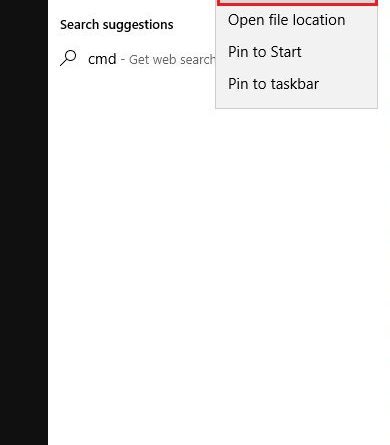 Open file location
Search suggestions
cmd - Get web search
Pin to Start
Pin to taskbar